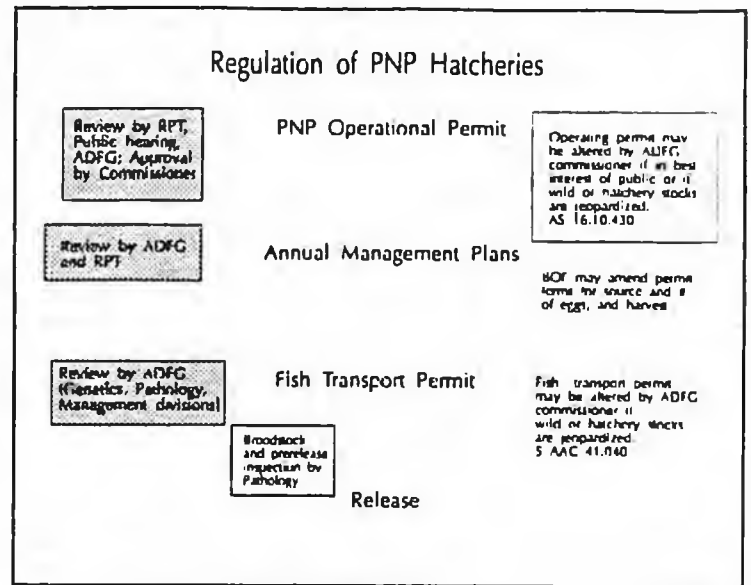 Regulation of PNP Hatcheries
Review by RPT,
Public hearing,
ADFG; Approval
by Commissioner
PNP Operational Permit
Operating permit may
be altered by ADFG
commissioner if in best
interest of public or if
wild or hatchery stocks
are jeopardized.
AS 16.10.430
Review by ADFG
and RPT
Annual Management Plans
BOF may amend permit
for source and #
of eggs, and harvest
Review by ADFG
(Genetics, Pathology,
Management divisions)
Fish Transport Permit
Fish transport permit
may be altered by ADFG
commissioner if
wild or hatchery stocks
are jeopardized.
5 AAC 41.040
Broodstock
and prerelease
inspection by
Pathology
Release